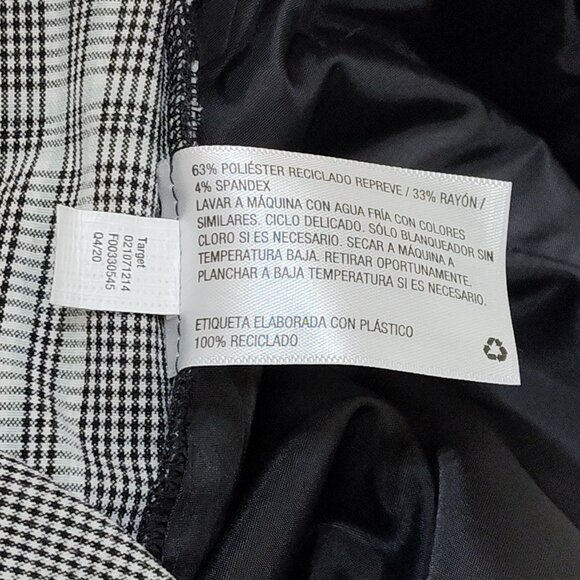 63% POLIÉSTER RECICLADO REPREVE / 33% RAYÓN /
4% SPANDEX
LAVAR A MÁQUINA CON AGUA FRÍA CON COLORES
SIMILARES. CICLO DELICADO. SÓLO BLANQUEADOR SIN
CLORO SI ES NECESARIO. SECAR A MÁQUINA A
TEMPERATURA BAJA. RETIRAR OPORTUNAMENTE.
PLANCHAR A BAJA TEMPERATURA SI ES NECESARIO.
ETIQUETA ELABORADA CON PLÁSTICO
100% RECICLADO
Target
021071214
F00330545
Q4/20